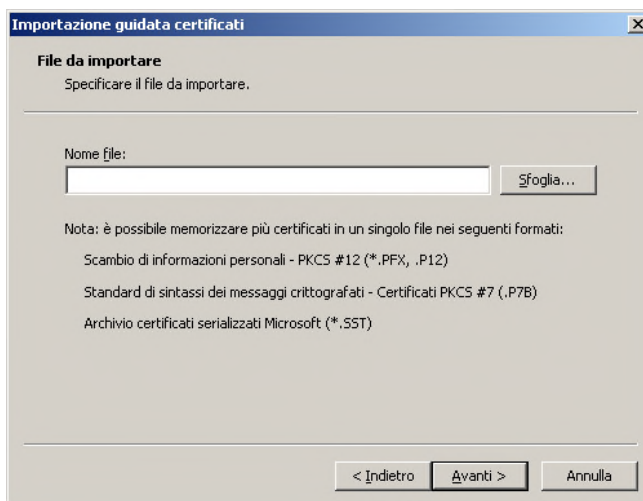 Importazione guidata certificati
File da importare
Specificare il file da importare.
Nome file:
Sfoglia...
Nota: è possibile memorizzare più certificati in un singolo file nei seguenti formati:
Scambio di informazioni personali - PKCS #12 (*.PFX, .P12)
Standard di sintassi dei messaggi crittografati - Certificati PKCS #7 (.P7B)
Archivio certificati serializzati Microsoft (*.SST)
< Indietro Avanti > Annulla